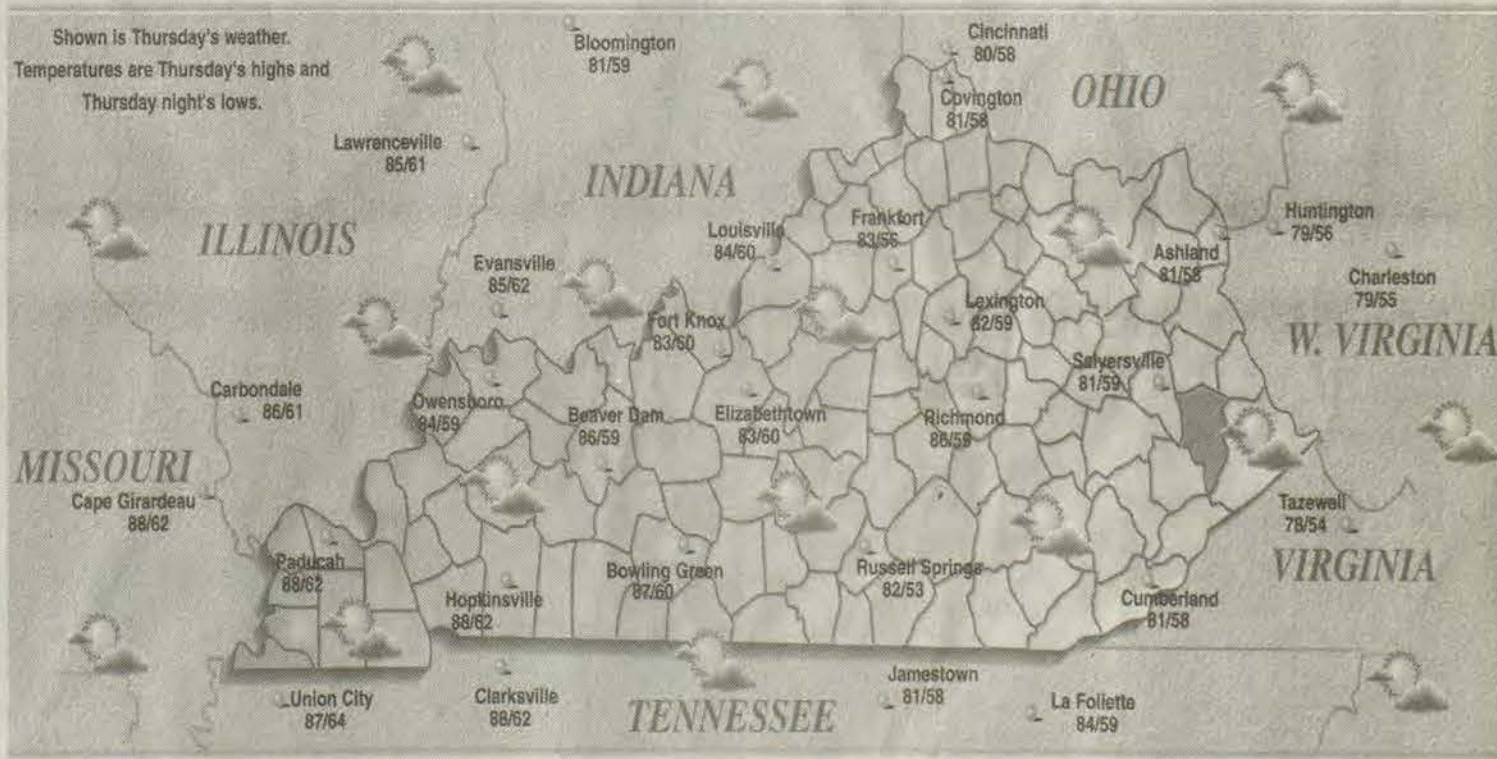 Shown is Thursday's weather.
Temperatures are Thursday's highs and
Thursday night's lows.
Bloomington
81/59
Cincinnati
80/58
Covington
81/58
OHIO
Lawrenceville
85/61
INDIANA
ILLINOIS
Louisville
84/60
Frankfort
83/56
Huntington
79/56
Ashland
81/58
Charleston
79/55
Evansville
85/62
Lexington
82/59
Fort Knox
83/60
W. VIRGINIA
Salyersville
81/59
Carbondale
86/61
Owensboro
84/59
Beaver Dam
86/59
Elizabethtown
83/60
Richmond
MISSOURI
Cape Girardeau
88/62
Tazewell
78/54
Paducah
88/62
Bowling Green
87/60
Russell Springs
82/53
VIRGINIA
Hopkinsville
88/62
Cumberland
81/58
Union City
87/64
Clarksville
88/62
TENNESSEE
Jamestown
81/58
La Follette
84/59